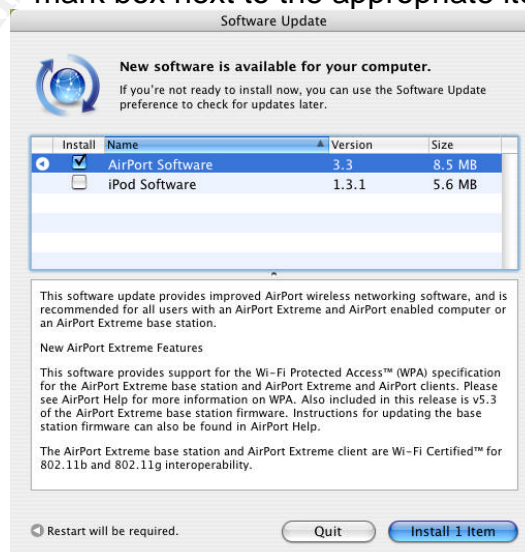 mark box next to the appropriate ite
Software Update
New software is available for your computer.
If you're not ready to install now, you can use the Software Update
preference to check for updates later.
Install Name Version Size
AirPort Software 3.3 8.5 MB
iPod Software 1.3.1 5.6 MB
This software update provides improved AirPort wireless networking software, and is
recommended for all users with an AirPort Extreme and AirPort enabled computer or
an AirPort Extreme base station.
New AirPort Extreme Features
This software provides support for the Wi-Fi Protected Access™ (WPA) specification
for the AirPort Extreme base station and AirPort Extreme and AirPort clients. Please
see AirPort Help for more information on WPA. Also included in this release is v5.3
of the AirPort Extreme base station firmware. Instructions for updating the base
station firmware can also be found in AirPort Help.
The AirPort Extreme base station and AirPort Extreme client are Wi-Fi Certified™ for
802.11b and 802.11g interoperability.
Restart will be required. Quit Install 1 Item